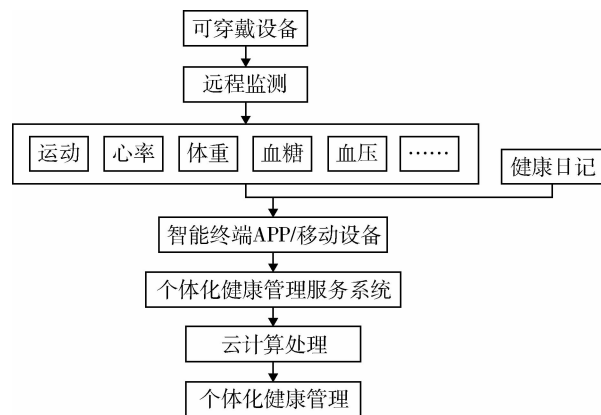 可穿戴设备
远程监测
运动 心率 体重 血糖 血压 ……
健康日记
智能终端APP/移动设备
个体化健康管理服务系统
云计算处理
个体化健康管理